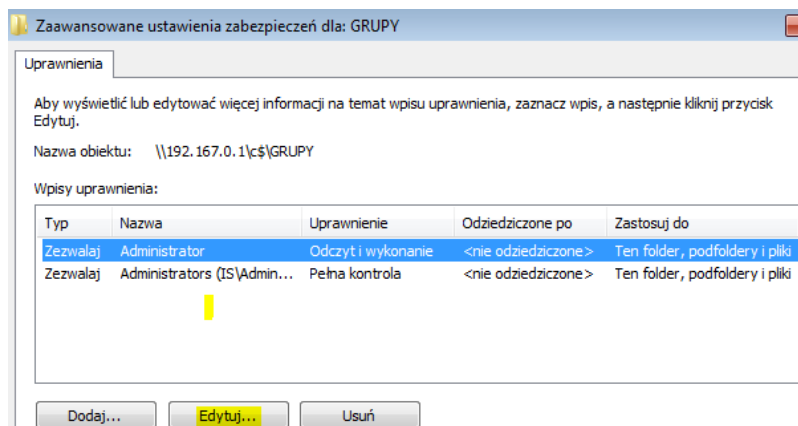 Zaawansowane ustawienia zabezpieczeń dla: GRUPY
Uprawnienia
Aby wyświetlić lub edytować więcej informacji na temat wpisu uprawnienia, zaznacz wpis, a następnie kliknij przycisk
Edytuj.
Nazwa obiektu: \\192.167.0.1\c$\GRUPY
Wpisy uprawnienia:
Typ Nazwa Uprawnienie Odziedziczone po Zastosuj do
Zezwalaj Administrator Odczyt i wykonanie <nie odziedziczone> Ten folder, podfoldery i pliki
Zezwalaj Administrators (IS\Admin... Pełna kontrola <nie odziedziczone> Ten folder, podfoldery i pliki
Dodaj... Edytuj... Usuń